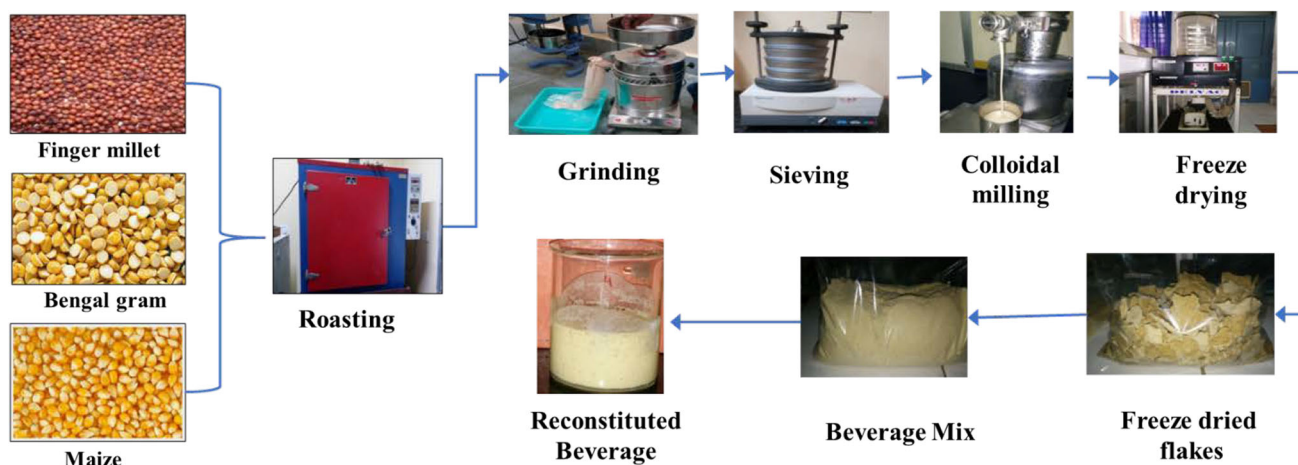 Finger millet
Bengal gram
Maize
Roasting
Grinding
Sieving
Colloidal
milling
Freeze
drying
DELVAC
Reconstituted
Beverage
Beverage Mix
Freeze dried
flakes